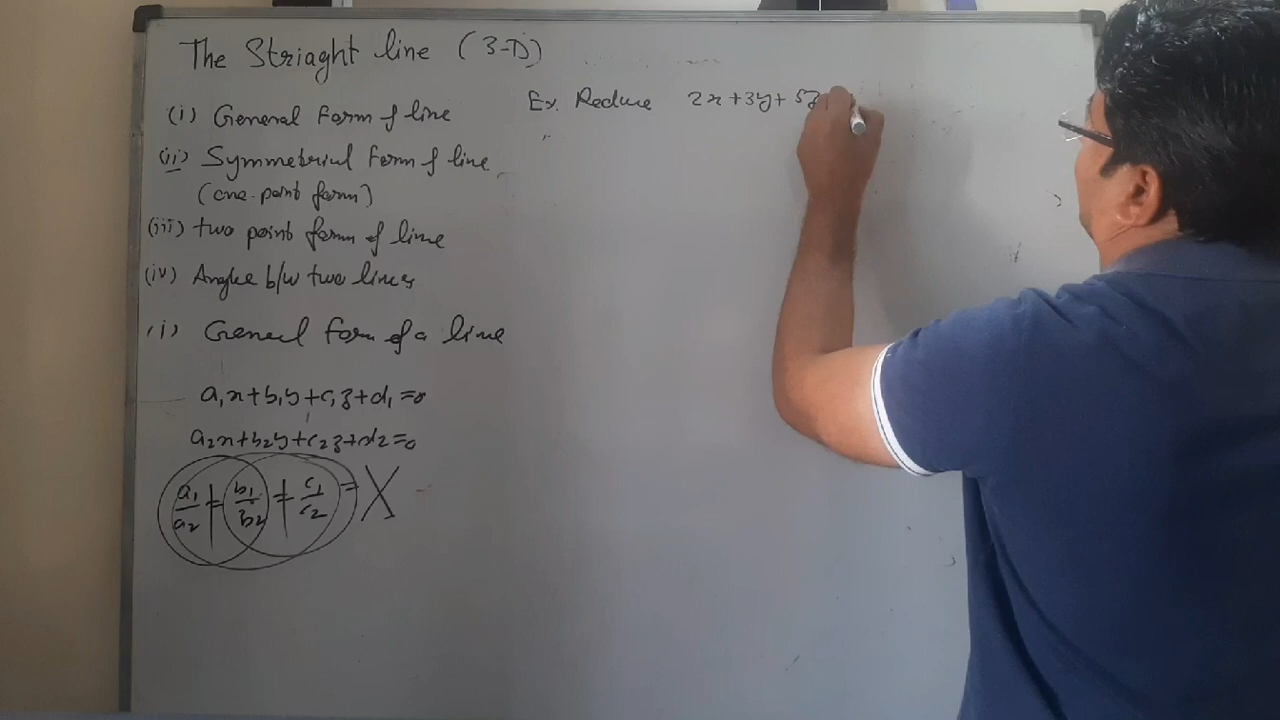 The Striaght line (3-D)
(i) General Form of line
(ii) Symmetrical Form of line
(one point form)
(iii) two point form of line
(iv) Angle b/w two lines
(i) General form of a line
a₁x+b₁y+c₁z+d₁=0
a₂x+b₂y+c₂z+d₂=0
a₁/a₂ ≠ b₁/b₂ ≠ c₁/c₂ = X
Ex. Reduce 2x+3y+5z